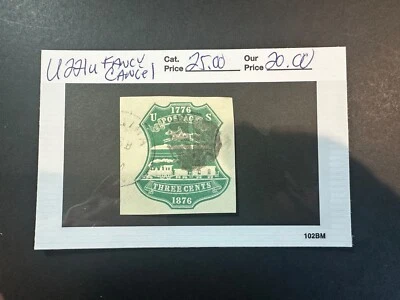 U221u FANCY Cat. Our
CANCEL Price 25.00 Price 20.00
1776
U S
POSTAGE
THREE CENTS
1876
102BM